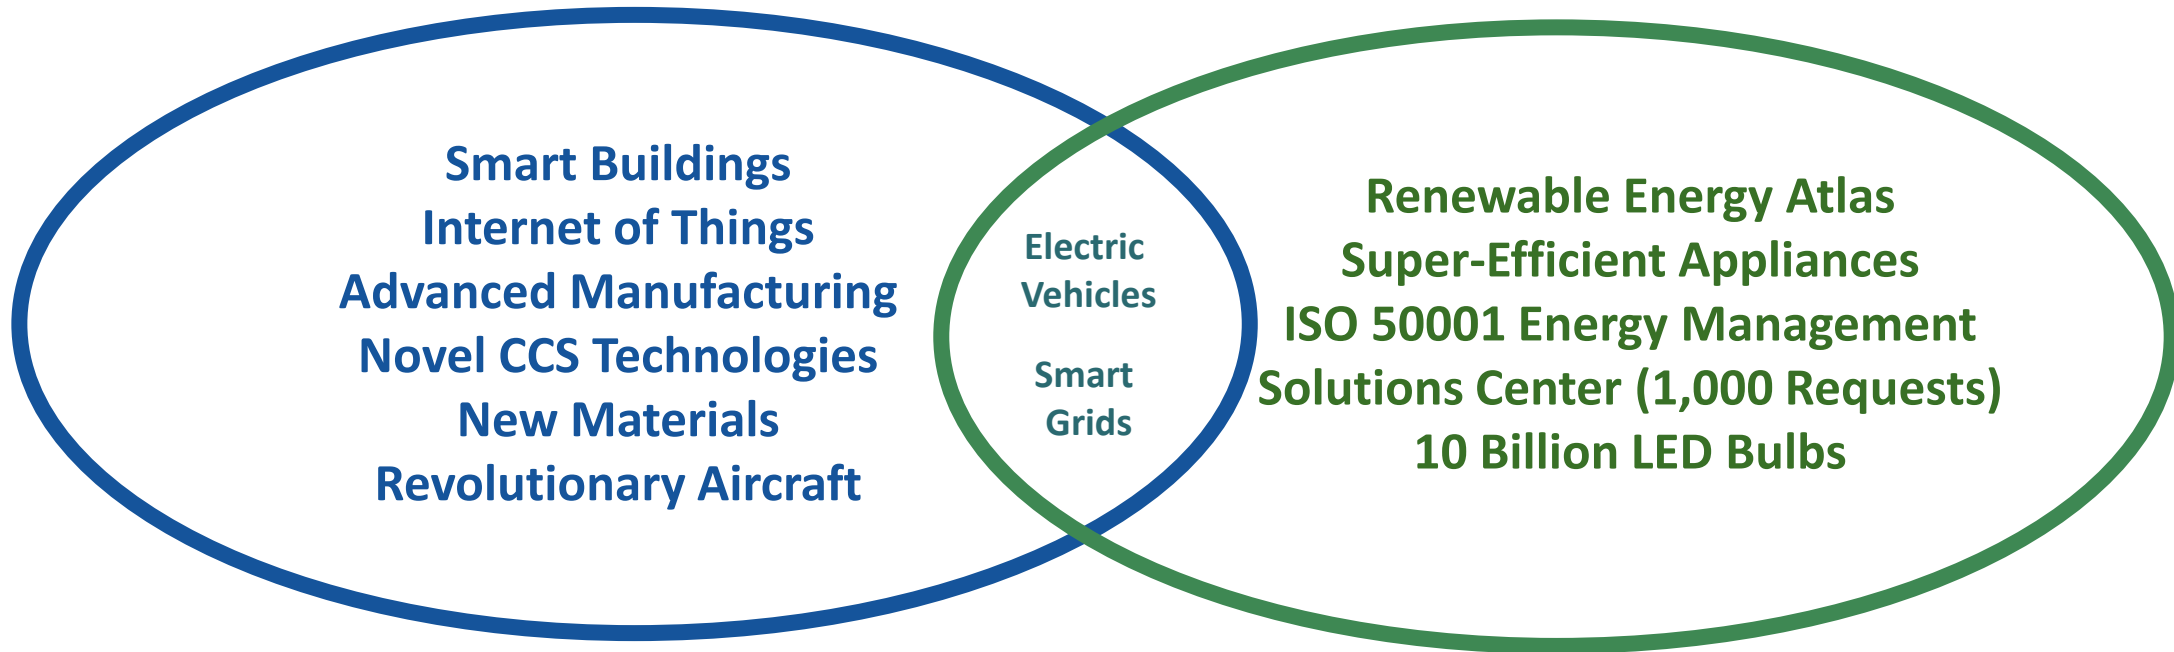 Smart Buildings
Internet of Things
Advanced Manufacturing
Novel CCS Technologies
New Materials
Revolutionary Aircraft
Electric
Vehicles
Smart
Grids
Renewable Energy Atlas
Super-Efficient Appliances
ISO 50001 Energy Management
Solutions Center (1,000 Requests)
10 Billion LED Bulbs